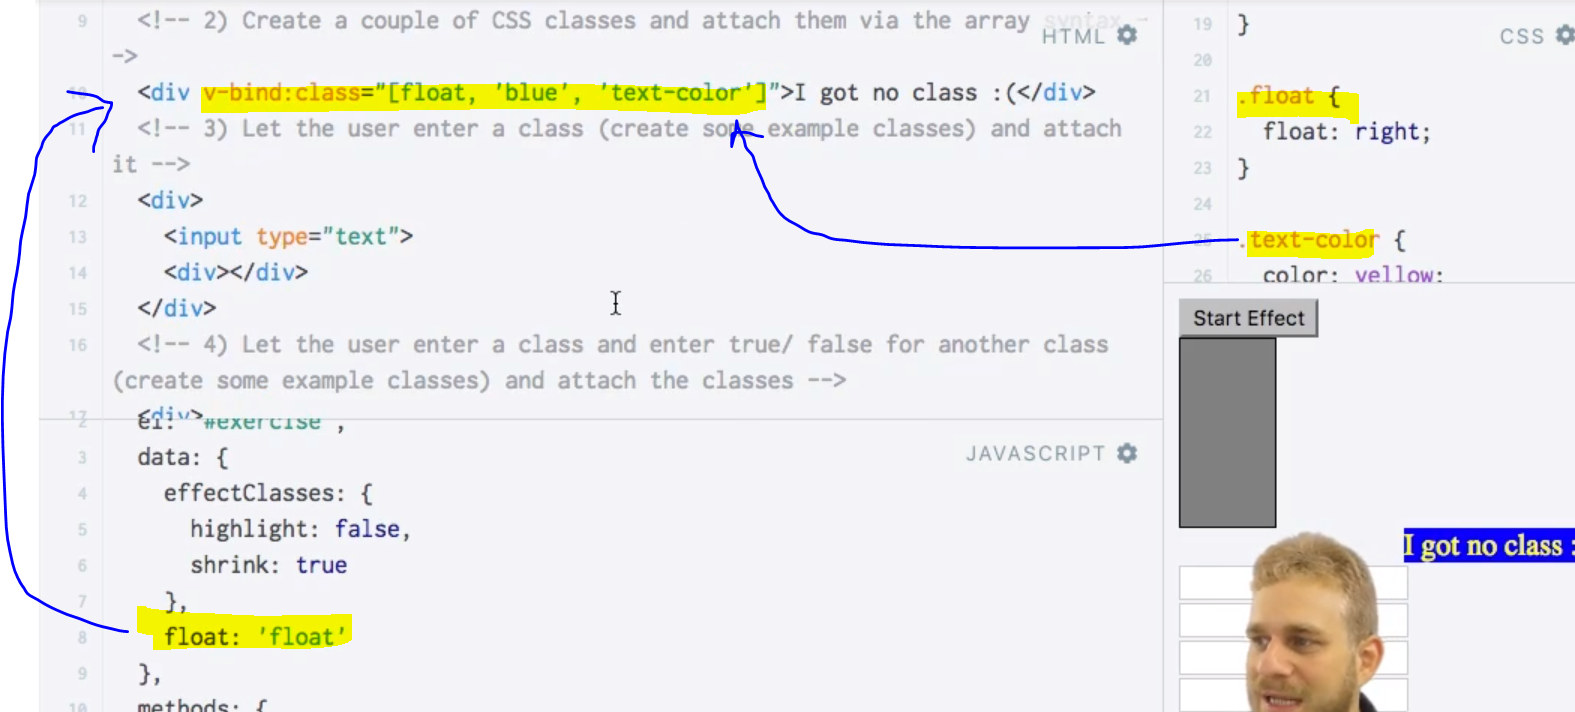 9 <!-- 2) Create a couple of CSS classes and attach them via the array syntax -
->
HTML
10 <div v-bind:class="[float, 'blue', 'text-color']">I got no class :(</div>
11 <!-- 3) Let the user enter a class (create some example classes) and attach
it -->
12 <div>
13 <input type="text">
14 <div></div>
15 </div>
16 <!-- 4) Let the user enter a class and enter true/ false for another class
(create some example classes) and attach the classes -->
17 <div>
2 el: '#exercise',
JAVASCRIPT
3 data: {
4 effectClasses: {
5 highlight: false,
6 shrink: true
7 },
8 float: 'float'
9 },
10 methods: {
CSS
19 }
20
21 .float {
22 float: right;
23 }
24
25 .text-color {
26 color: yellow;
Start Effect
I got no class :